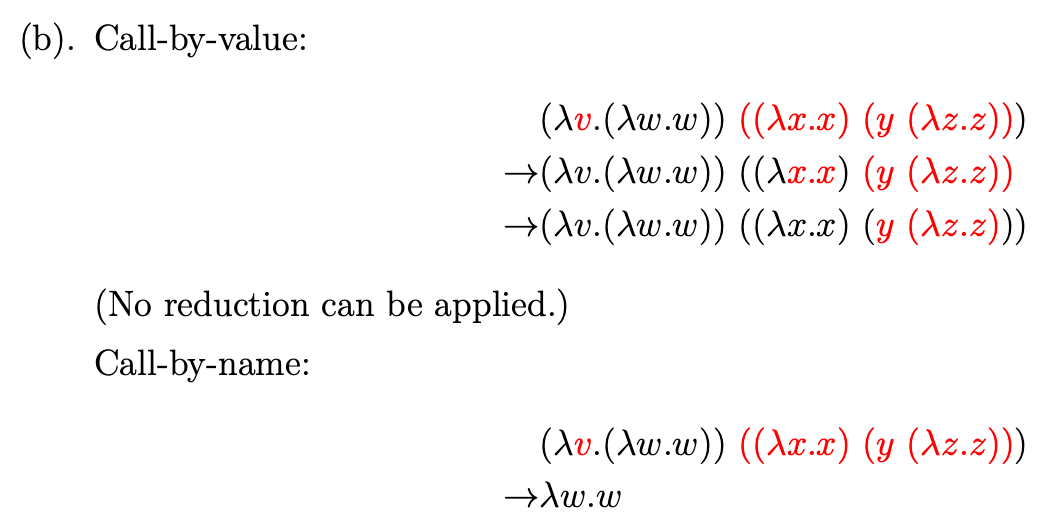 (b). Call-by-value:
(λv.(λw.w)) ((λx.x) (y (λz.z)))
→(λv.(λw.w)) ((λx.x) (y (λz.z))
→(λv.(λw.w)) ((λx.x) (y (λz.z)))
(No reduction can be applied.)
Call-by-name:
(λv.(λw.w)) ((λx.x) (y (λz.z)))
→λw.w